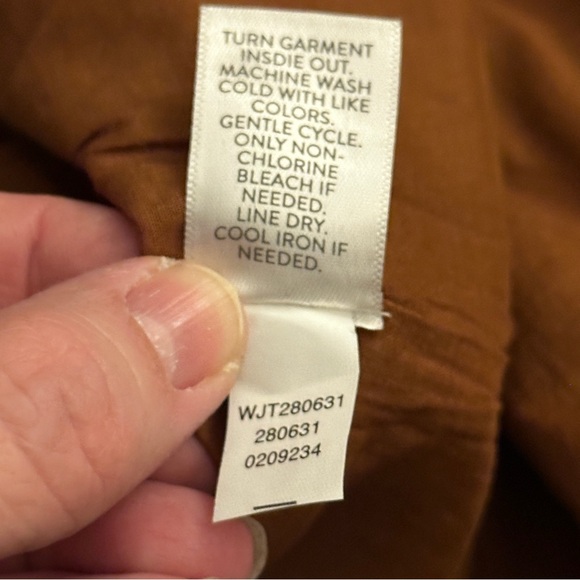 TURN GARMENT
INSDIE OUT.
MACHINE WASH
COLD WITH LIKE
COLORS.
GENTLE CYCLE.
ONLY NON-
CHLORINE
BLEACH IF
NEEDED.
LINE DRY.
COOL IRON IF
NEEDED.
WJT280631
280631
0209234